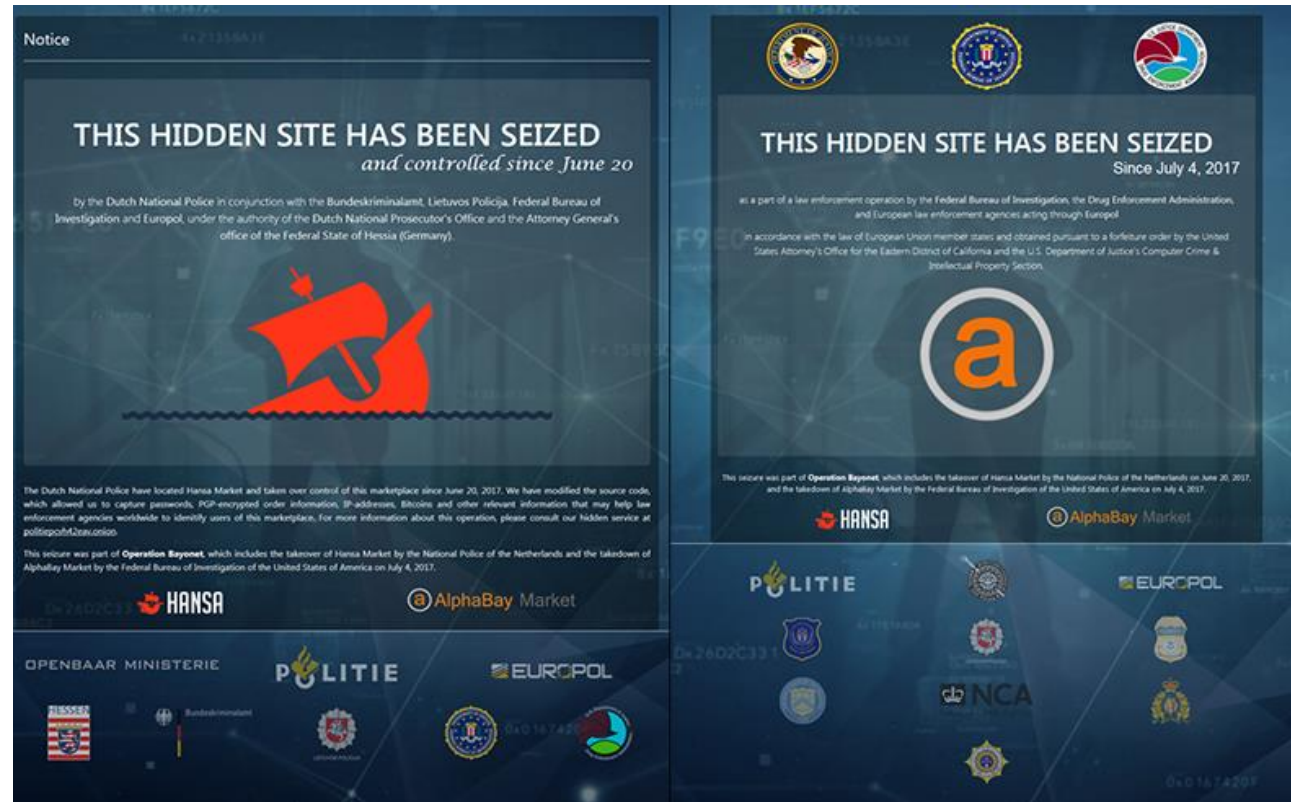 Notice
THIS HIDDEN SITE HAS BEEN SEIZED
and controlled since June 20
by the Dutch National Police in conjunction with the Bundeskriminalamt, Lietuvos Policija, Federal Bureau of
Investigation and Europol, under the authority of the Dutch National Prosecutor's Office and the Attorney General's
office of the Federal State of Hessia (Germany).
The Dutch National Police have located Hansa Market and taken over control of this marketplace since June 20, 2017. We have modified the source code,
which allowed us to capture passwords, PGP-encrypted order information, IP-addresses, Bitcoins and other relevant information that may help law
enforcement agencies worldwide to identify users of this marketplace. For more information about this operation, please consult our hidden service at
This seizure was part of Operation Bayonet, which includes the takeover of Hansa Market by the National Police of the Netherlands and the takedown of
AlphaBay Market by the Federal Bureau of Investigation of the United States of America on July 4, 2017.
HANSA
a AlphaBay Market
OPENBAAR MINISTERIE
POLITIE
EUROPOL
HESSEN
Bundeskriminalamt
THIS HIDDEN SITE HAS BEEN SEIZED
Since July 4, 2017
as a part of a law enforcement operation by the Federal Bureau of Investigation, the Drug Enforcement Administration,
and European law enforcement agencies acting through Europol
in accordance with the law of European Union member states and obtained pursuant to a forfeiture order by the United
States Attorney's Office for the Eastern District of California and the U.S. Department of Justice's Computer Crime &
Intellectual Property Section.
a
This seizure was part of Operation Bayonet, which includes the takeover of Hansa Market by the National Police of the Netherlands on June 20, 2017,
and the takedown of AlphaBay Market by the Federal Bureau of Investigation of the United States of America on July 4, 2017.
HANSA
a AlphaBay Market
POLITIE
EUROPOL
NCA